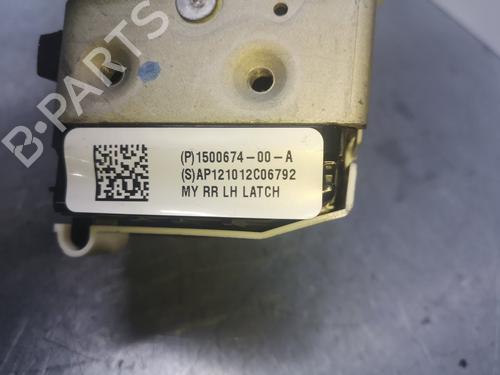 B-PARTS
(P)1500674-00-A
(S)AP121012C06792
MY RR LH LATCH